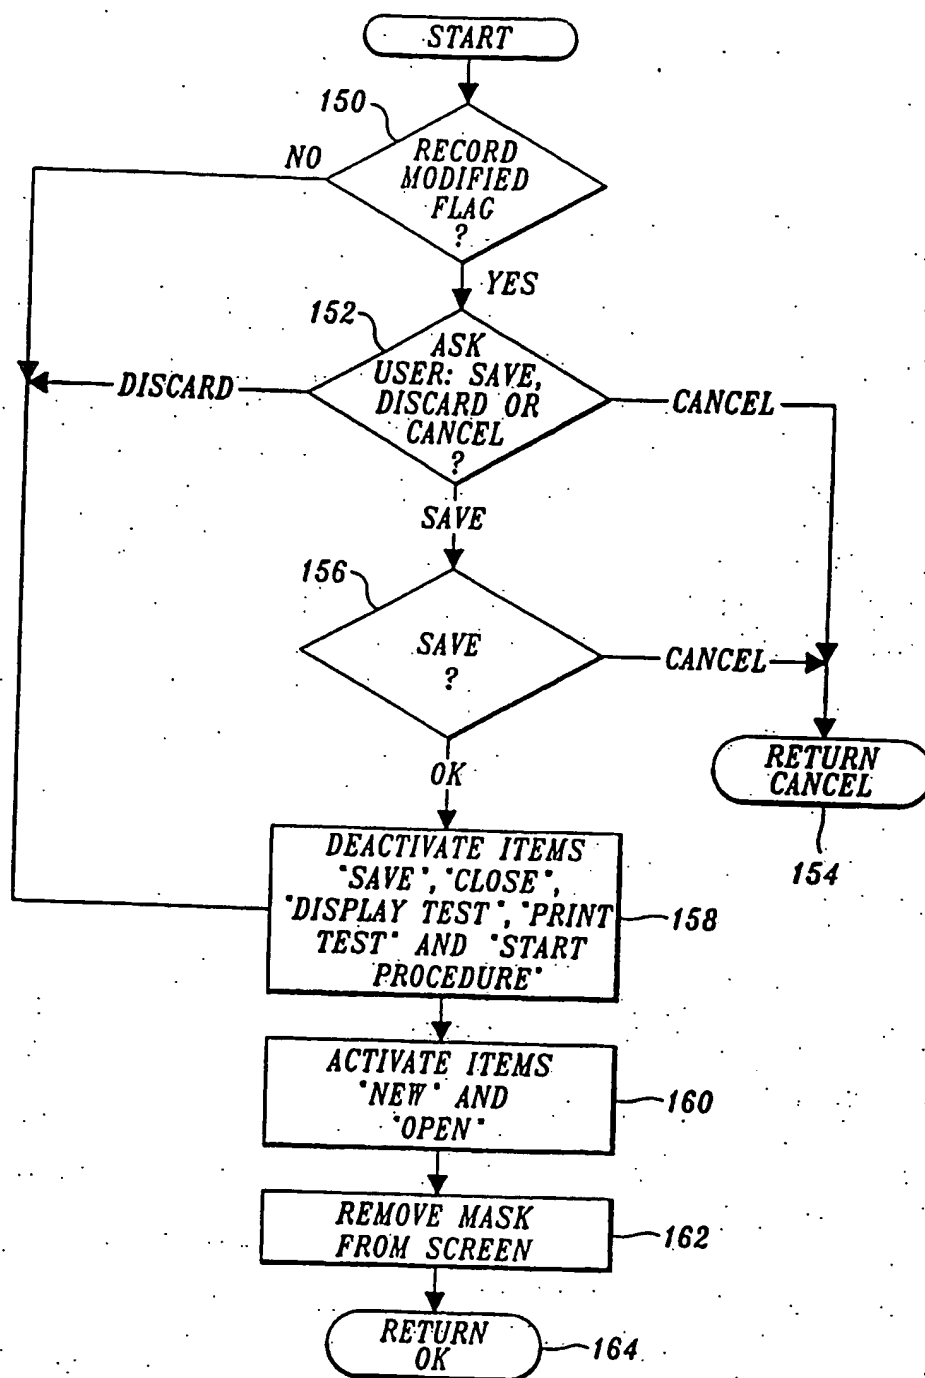 START
150
NO
RECORD
MODIFIED
FLAG
?
YES
152
ASK
USER: SAVE,
DISCARD OR
CANCEL
?
DISCARD
CANCEL
SAVE
156
SAVE
?
CANCEL
OK
RETURN
CANCEL
154
DEACTIVATE ITEMS
"SAVE", "CLOSE",
"DISPLAY TEST", "PRINT
TEST" AND "START
PROCEDURE"
158
ACTIVATE ITEMS
"NEW" AND
"OPEN"
160
REMOVE MASK
FROM SCREEN
162
RETURN
OK
164